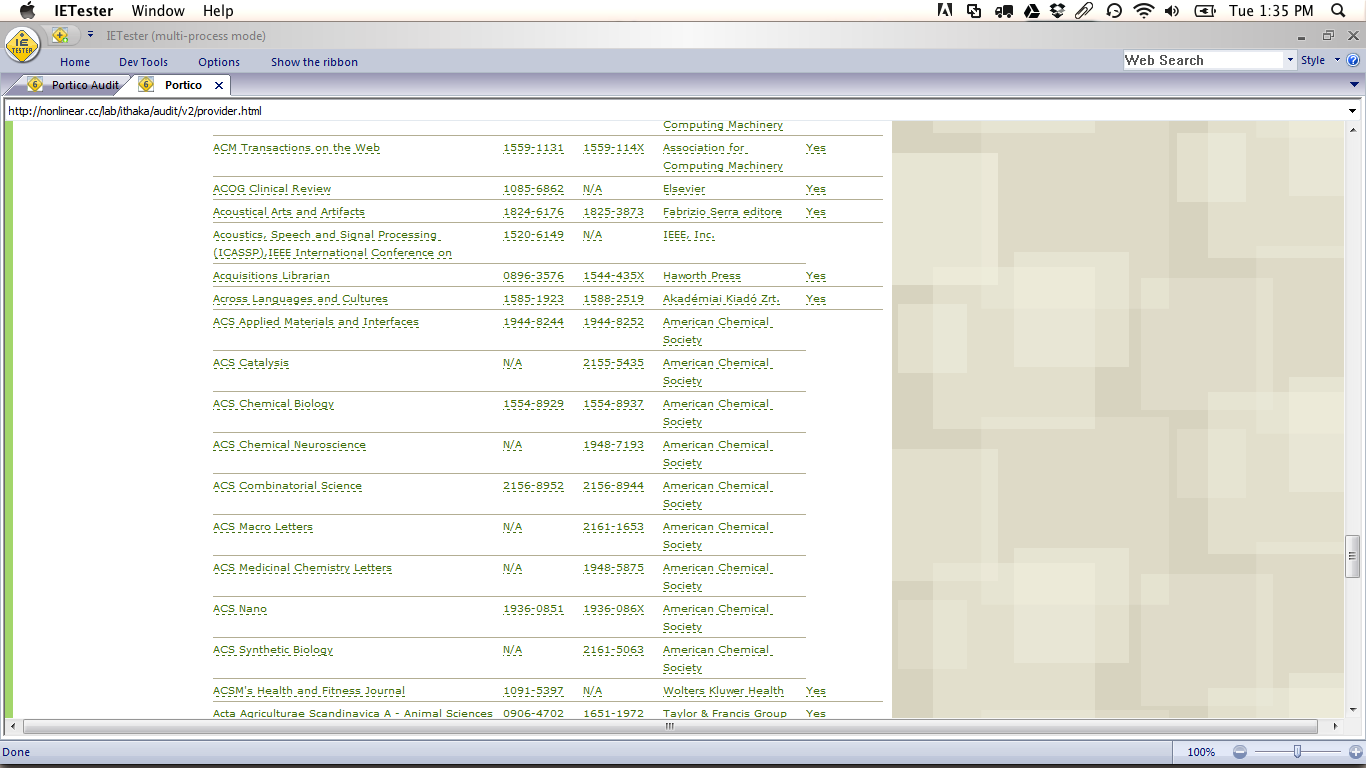 IETester Window Help Tue 1:35 PM
IETester (multi-process mode)
Home Dev Tools Options Show the ribbon Web Search Style
Portico Audit Portico
http://nonlinear.cc/lab/ithaka/audit/v2/provider.html
Computing Machinery
ACM Transactions on the Web 1559-1131 1559-114X Association for Yes
Computing Machinery
ACOG Clinical Review 1085-6862 N/A Elsevier Yes
Acoustical Arts and Artifacts 1824-6176 1825-3873 Fabrizio Serra editore Yes
Acoustics, Speech and Signal Processing 1520-6149 N/A IEEE, Inc.
(ICASSP),IEEE International Conference on
Acquisitions Librarian 0896-3576 1544-435X Haworth Press Yes
Across Languages and Cultures 1585-1923 1588-2519 Akadémiai Kiadó Zrt. Yes
ACS Applied Materials and Interfaces 1944-8244 1944-8252 American Chemical
Society
ACS Catalysis N/A 2155-5435 American Chemical
Society
ACS Chemical Biology 1554-8929 1554-8937 American Chemical
Society
ACS Chemical Neuroscience N/A 1948-7193 American Chemical
Society
ACS Combinatorial Science 2156-8952 2156-8944 American Chemical
Society
ACS Macro Letters N/A 2161-1653 American Chemical
Society
ACS Medicinal Chemistry Letters N/A 1948-5875 American Chemical
Society
ACS Nano 1936-0851 1936-086X American Chemical
Society
ACS Synthetic Biology N/A 2161-5063 American Chemical
Society
ACSM's Health and Fitness Journal 1091-5397 N/A Wolters Kluwer Health Yes
Acta Agriculturae Scandinavica A - Animal Sciences 0906-4702 1651-1972 Taylor & Francis Group Yes
Done 100%